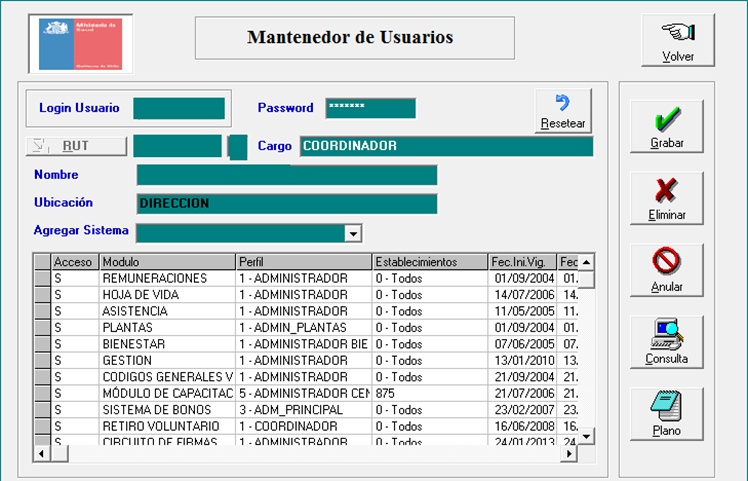 Ministerio de
Salud
Gobierno de Chile
Mantenedor de Usuarios
Volver
Login Usuario
Password *******
Resetear
RUT
Cargo COORDINADOR
Nombre
Ubicación DIRECCION
Agregar Sistema
Acceso Modulo Perfil Establecimientos Fec.Ini.Vig. Fec
S REMUNERACIONES 1 - ADMINISTRADOR 0 - Todos 01/09/2004 01.
S HOJA DE VIDA 1 - ADMINISTRADOR 0 - Todos 14/07/2006 14.
S ASISTENCIA 1 - ADMINISTRADOR 0 - Todos 11/05/2005 11.
S PLANTAS 1 - ADMIN_PLANTAS 0 - Todos 01/09/2004 01.
S BIENESTAR 1 - ADMINISTRADOR BIE 0 - Todos 07/06/2005 07.
S GESTION 1 - ADMINISTRADOR 0 - Todos 13/01/2010 13.
S CODIGOS GENERALES V 1 - ADMINISTRADOR 0 - Todos 21/09/2004 21.
S MÓDULO DE CAPACITAC 5 - ADMINISTRADOR CEN 875 21/07/2006 21.
S SISTEMA DE BONOS 3 - ADM_PRINCIPAL 0 - Todos 23/02/2007 23.
S RETIRO VOLUNTARIO 1 - COORDINADOR 0 - Todos 16/06/2008 16.
S CIRCUITO DE FIRMAS 1 - ADMINISTRADOR 0 - Todos 24/01/2013 24
Grabar
Eliminar
Anular
Consulta
Plano